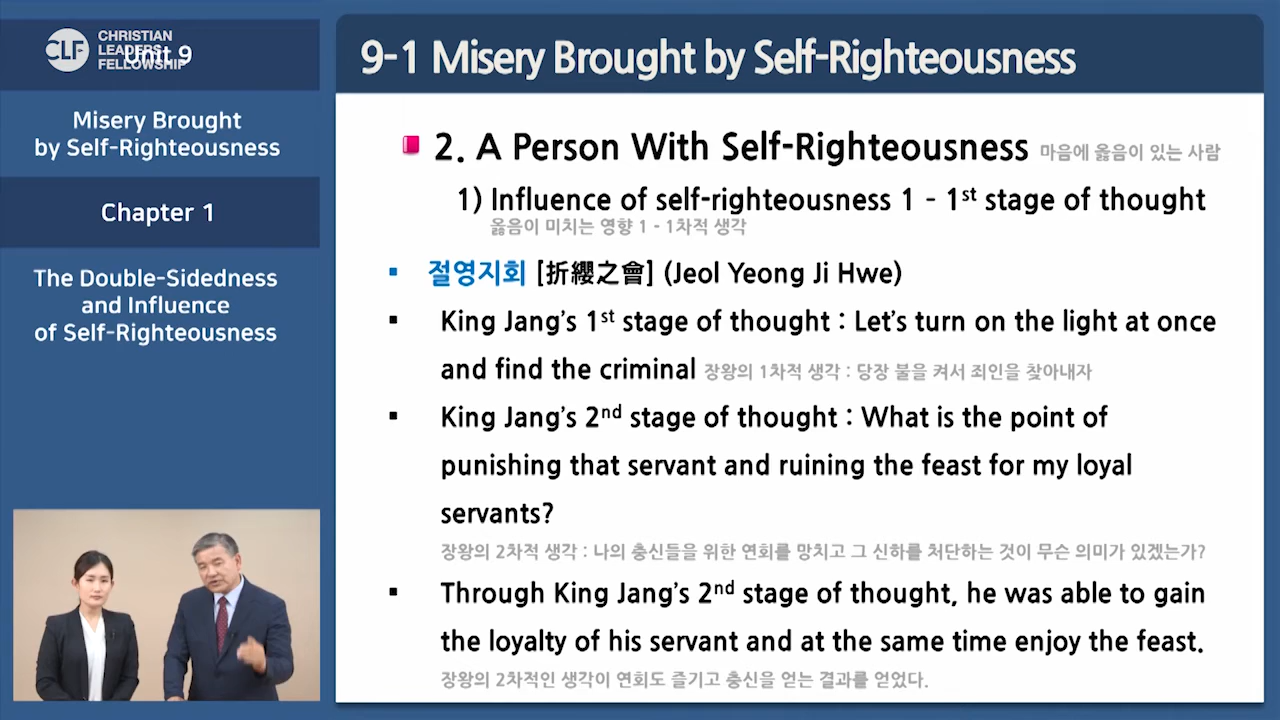 CLF
CHRISTIAN
LEADERS
FELLOWSHIP
Unit 9
Misery Brought
by Self-Righteousness
Chapter 1
The Double-Sidedness
and Influence
of Self-Righteousness
9-1 Misery Brought by Self-Righteousness
2. A Person With Self-Righteousness 마음에 옳음이 있는 사람
1) Influence of self-righteousness 1 - 1st stage of thought
옳음이 미치는 영향 1 - 1차적 생각
절영지회 [折纓之會] (Jeol Yeong Ji Hwe)
King Jang's 1st stage of thought : Let's turn on the light at once
and find the criminal 장왕의 1차적 생각 : 당장 불을 켜서 죄인을 찾아내자
King Jang's 2nd stage of thought : What is the point of
punishing that servant and ruining the feast for my loyal
servants?
장왕의 2차적 생각 : 나의 충신들을 위한 연회를 망치고 그 신하를 처단하는 것이 무슨 의미가 있겠는가?
Through King Jang's 2nd stage of thought, he was able to gain
the loyalty of his servant and at the same time enjoy the feast.
장왕의 2차적인 생각이 연회도 즐기고 충신을 얻는 결과를 얻었다.